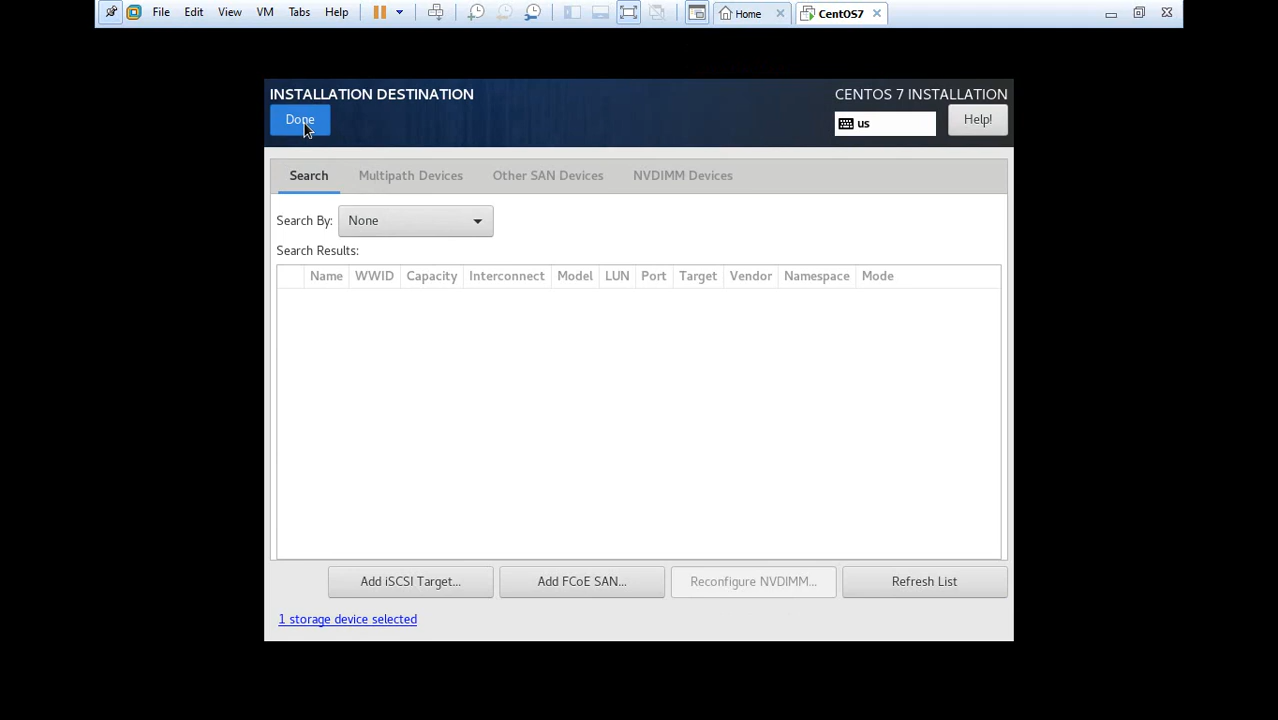 File Edit View VM Tabs Help Home CentOS7
INSTALLATION DESTINATION
CENTOS 7 INSTALLATION
Done
us
Help!
Search Multipath Devices Other SAN Devices NVDIMM Devices
Search By: None
Search Results:
Name WWID Capacity Interconnect Model LUN Port Target Vendor Namespace Mode
Add iSCSI Target... Add FCoE SAN... Reconfigure NVDIMM... Refresh List
1 storage device selected